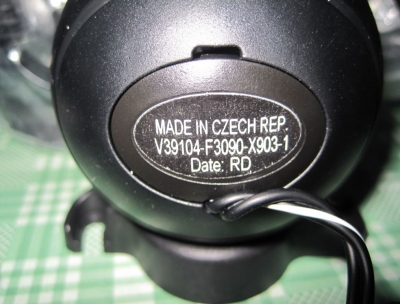 MADE IN CZECH REP.
V39104-F3090-X903-1
Date: RD